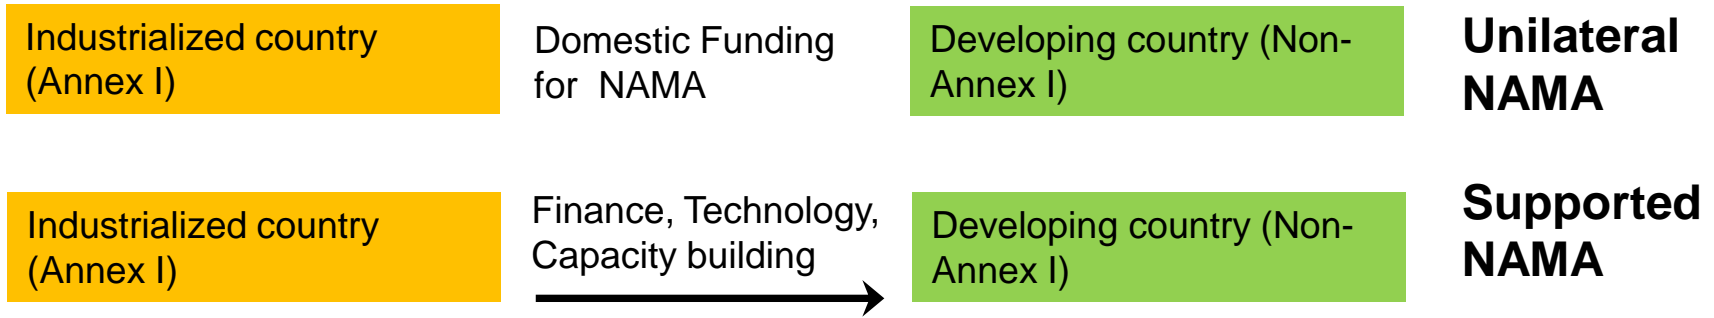 Industrialized country
(Annex I)
Domestic Funding
for NAMA
Developing country (Non-
Annex I)
Unilateral
NAMA
Industrialized country
(Annex I)
Finance, Technology,
Capacity building
Developing country (Non-
Annex I)
Supported
NAMA